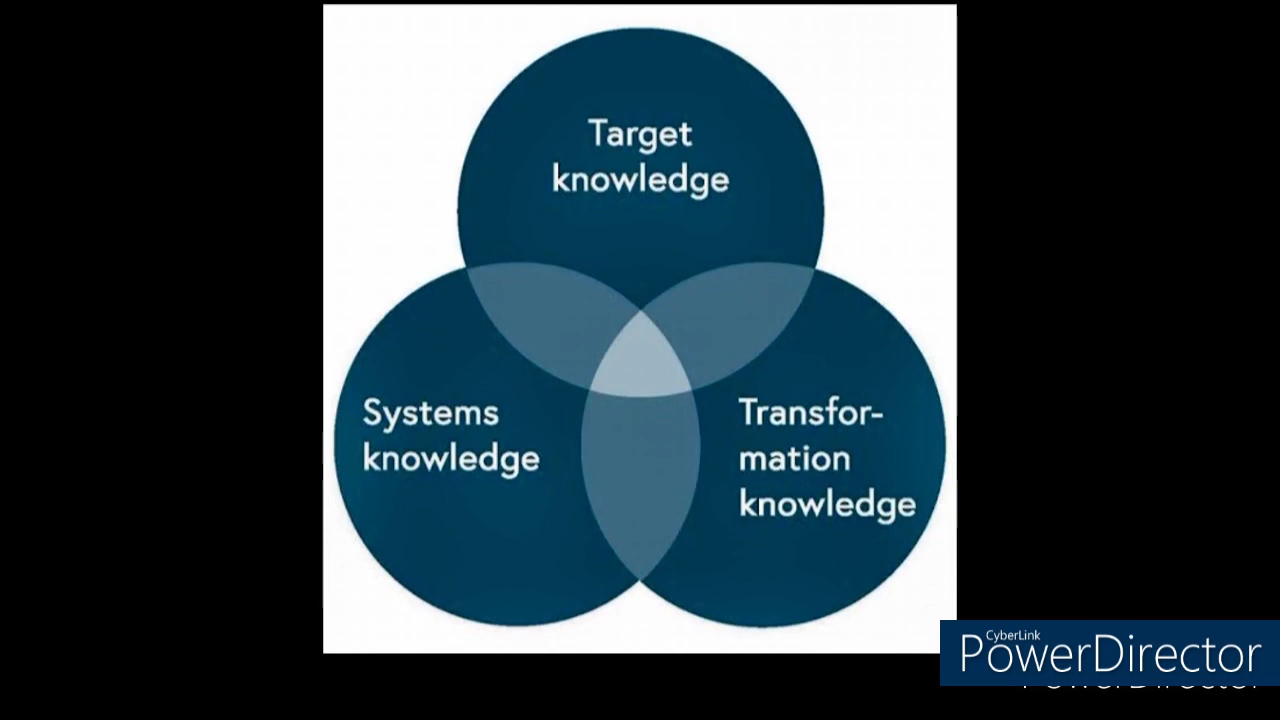 Target
knowledge
Systems
knowledge
Transfor-
mation
knowledge
CyberLink
PowerDirector